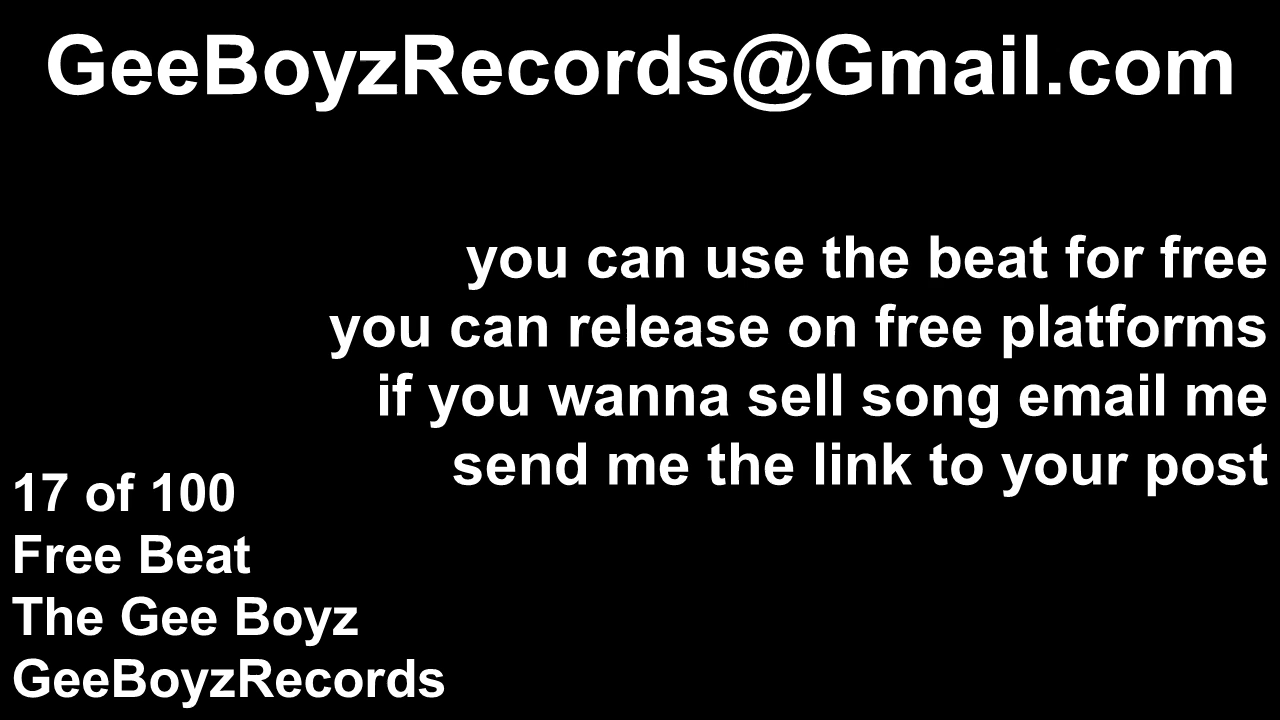 GeeBoyzRecords@Gmail.com
you can use the beat for free
you can release on free platforms
if you wanna sell song email me
send me the link to your post
17 of 100
Free Beat
The Gee Boyz
GeeBoyzRecords